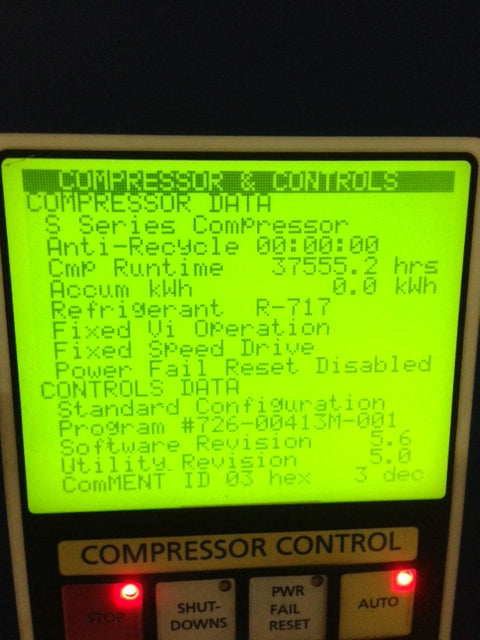 COMPRESSOR & CONTROLS
COMPRESSOR DATA
S Series Compressor
Anti-Recycle 00:00:00
Cmp Runtime 37555.2 hrs
Accum kWh 0.0 kWh
Refrigerant R-717
Fixed Vi Operation
Fixed Speed Drive
Power Fail Reset Disabled
CONTROLS DATA
Standard Configuration
Program #726-00413M-001
Software Revision 5.6
Utility Revision 5.0
ComMENT ID 03 hex 3 dec
COMPRESSOR CONTROL
STOP
SHUT-
DOWNS
PWR
FAIL
RESET
AUTO